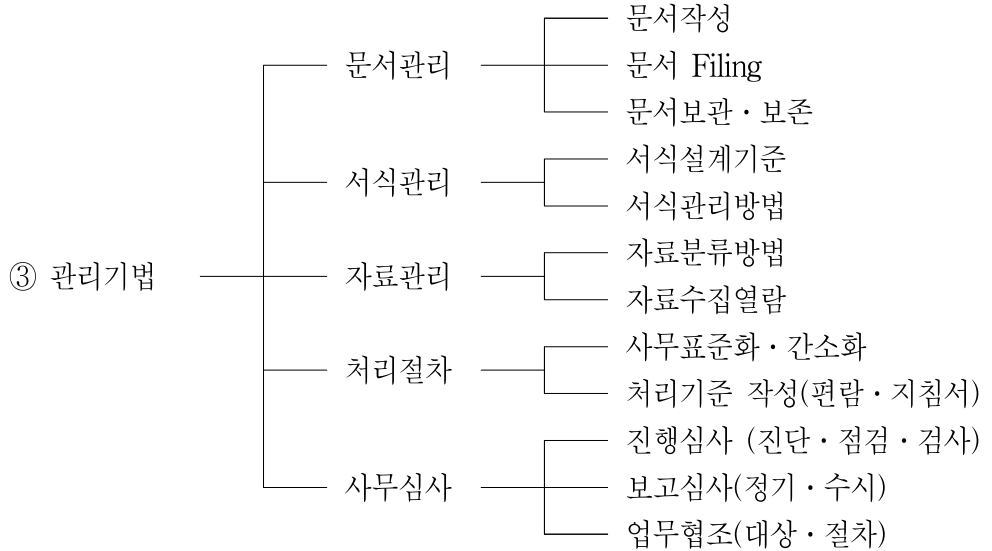 ③ 관리기법
문서관리
문서작성
문서 Filing
문서보관・보존
서식관리
서식설계기준
서식관리방법
자료관리
자료분류방법
자료수집열람
처리절차
사무표준화・간소화
처리기준 작성(편람・지침서)
사무심사
진행심사 (진단・점검・검사)
보고심사(정기・수시)
업무협조(대상・절차)